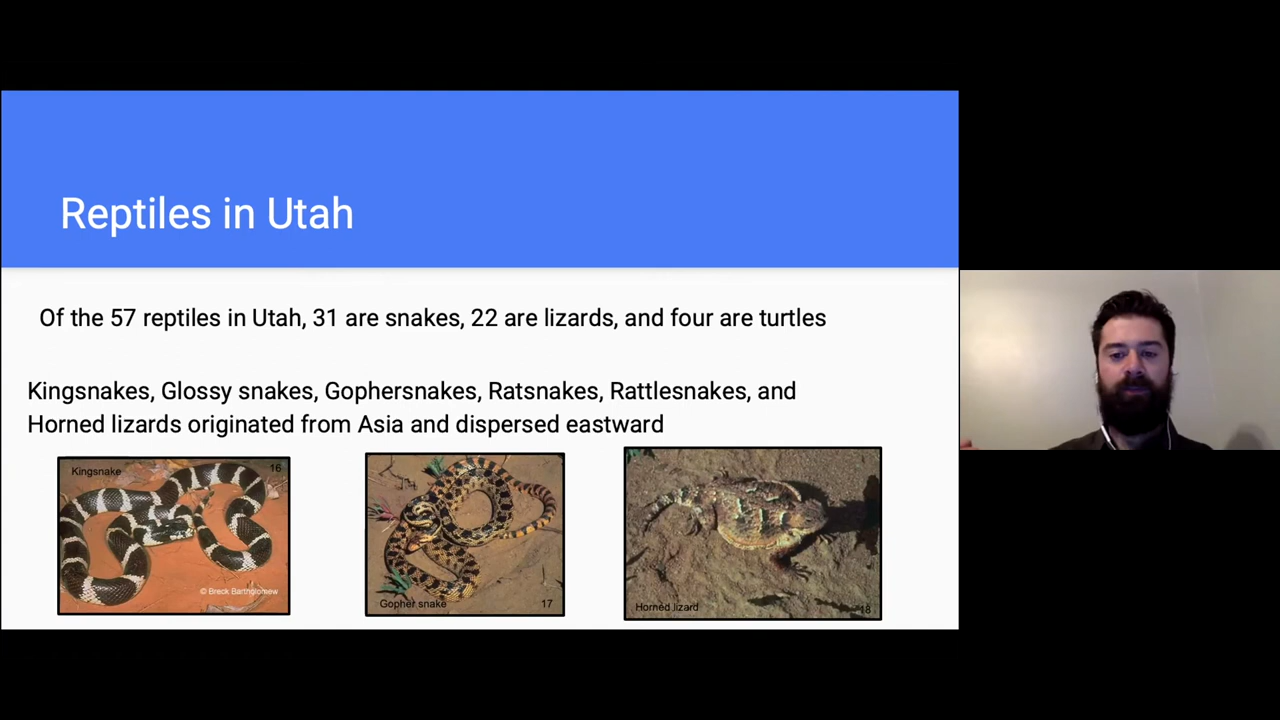 Reptiles in Utah
Of the 57 reptiles in Utah, 31 are snakes, 22 are lizards, and four are turtles
Kingsnakes, Glossy snakes, Gophersnakes, Ratsnakes, Rattlesnakes, and
Horned lizards originated from Asia and dispersed eastward
Kingsnake
16
© Breck Bartholomew
Gopher snake
17
Horned lizard
18